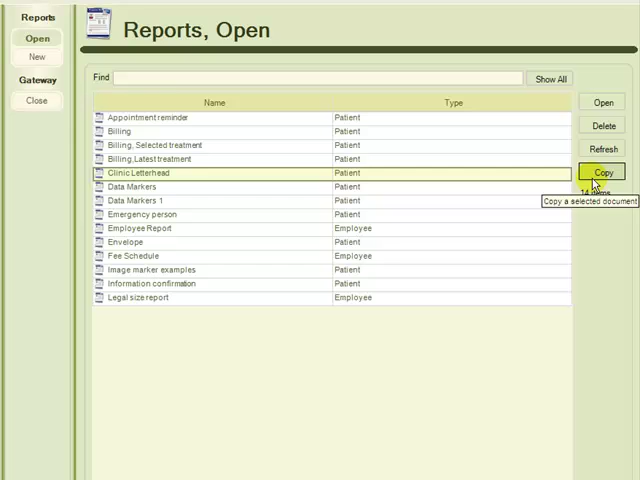 Reports
Open
New
Gateway
Close
Reports, Open
Find
Show All
Name Type
Appointment reminder Patient
Billing Patient
Billing, Selected treatment Patient
Billing,Latest treatment Patient
Clinic Letterhead Patient
Data Markers Patient
Data Markers 1 Patient
Emergency person Patient
Employee Report Employee
Envelope Patient
Fee Schedule Employee
Image marker examples Patient
Information confirmation Patient
Legal size report Employee
Open
Delete
Refresh
Copy
14 items
Copy a selected document